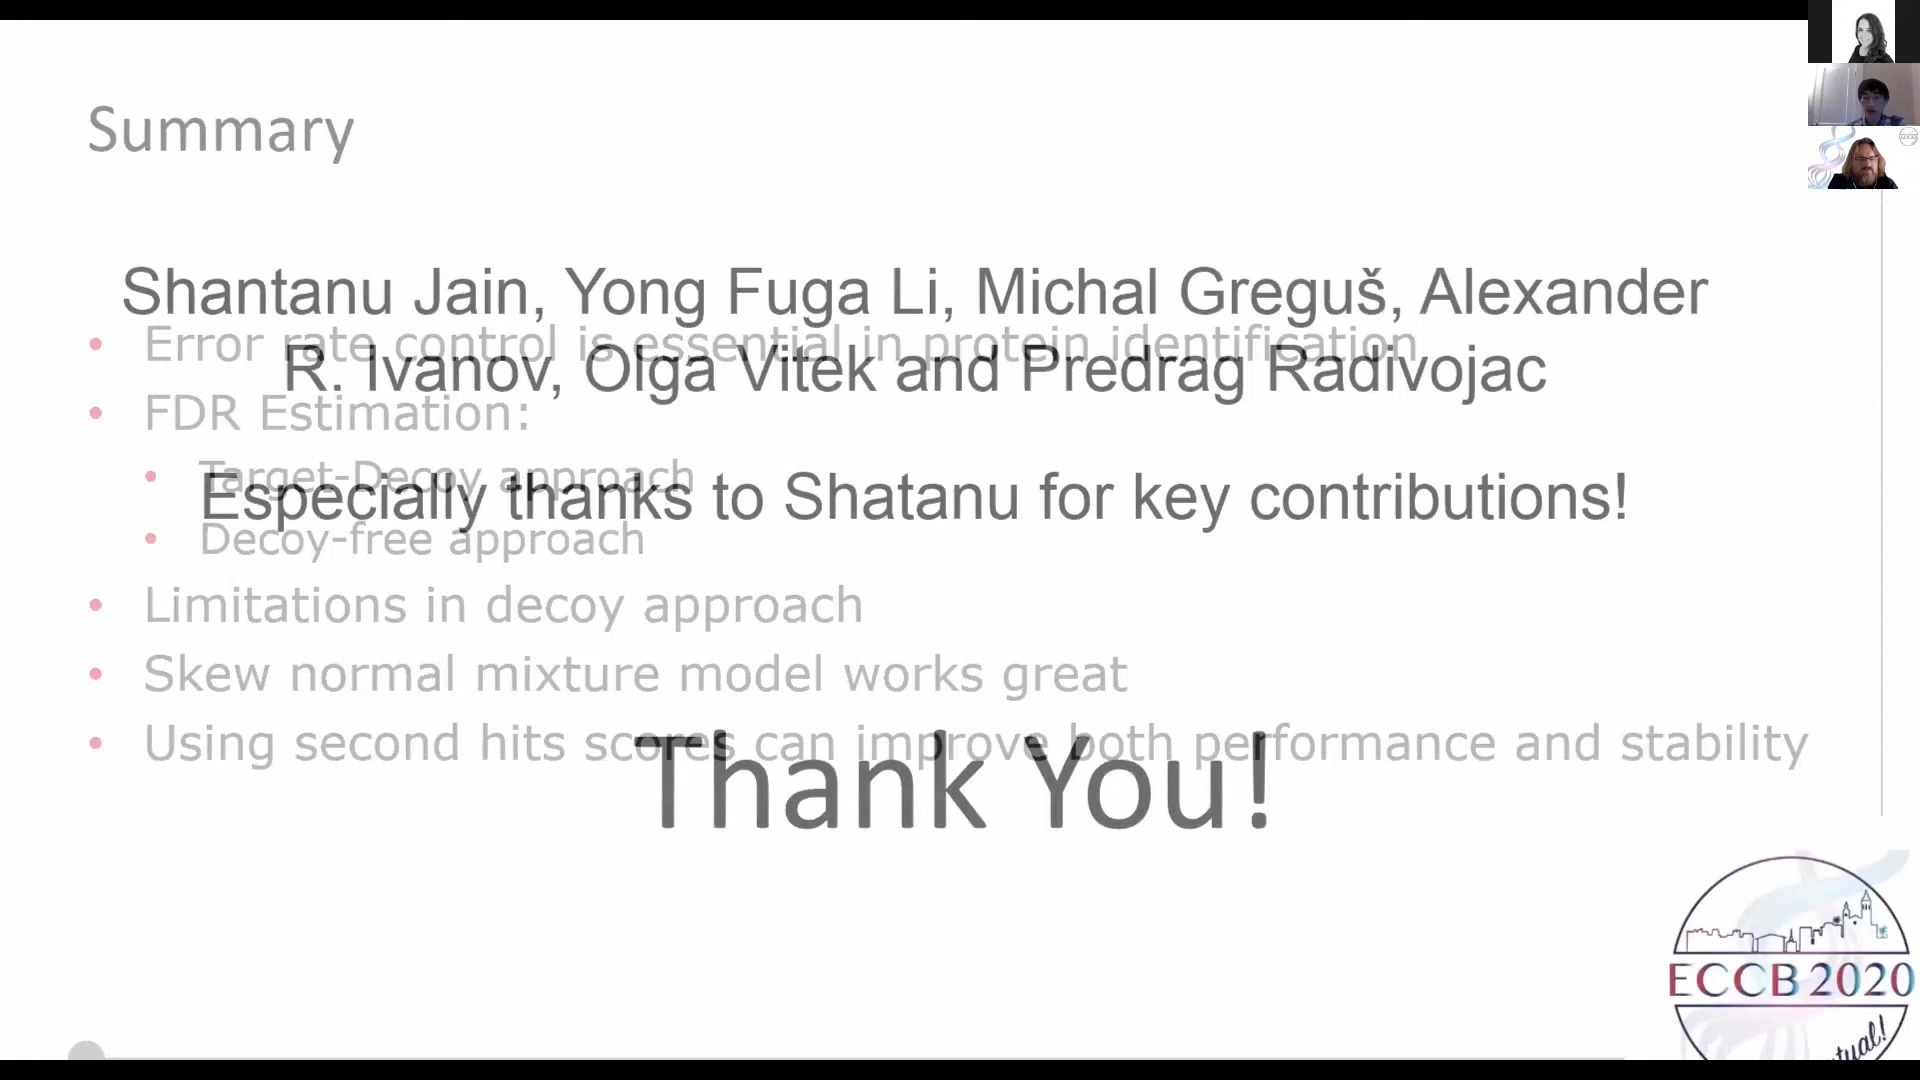 Summary
Shantanu Jain, Yong Fuga Li, Michal Greguš, Alexander
• Error rate control is essential in protein identification
R. Ivanov, Olga Vitek and Predrag Radivojac
• FDR Estimation:
• Target-Decoy approach
Especially thanks to Shatanu for key contributions!
• Decoy-free approach
• Limitations in decoy approach
• Skew normal mixture model works great
• Using second hits scores can improve both performance and stability
Thank You!
ECCB 2020